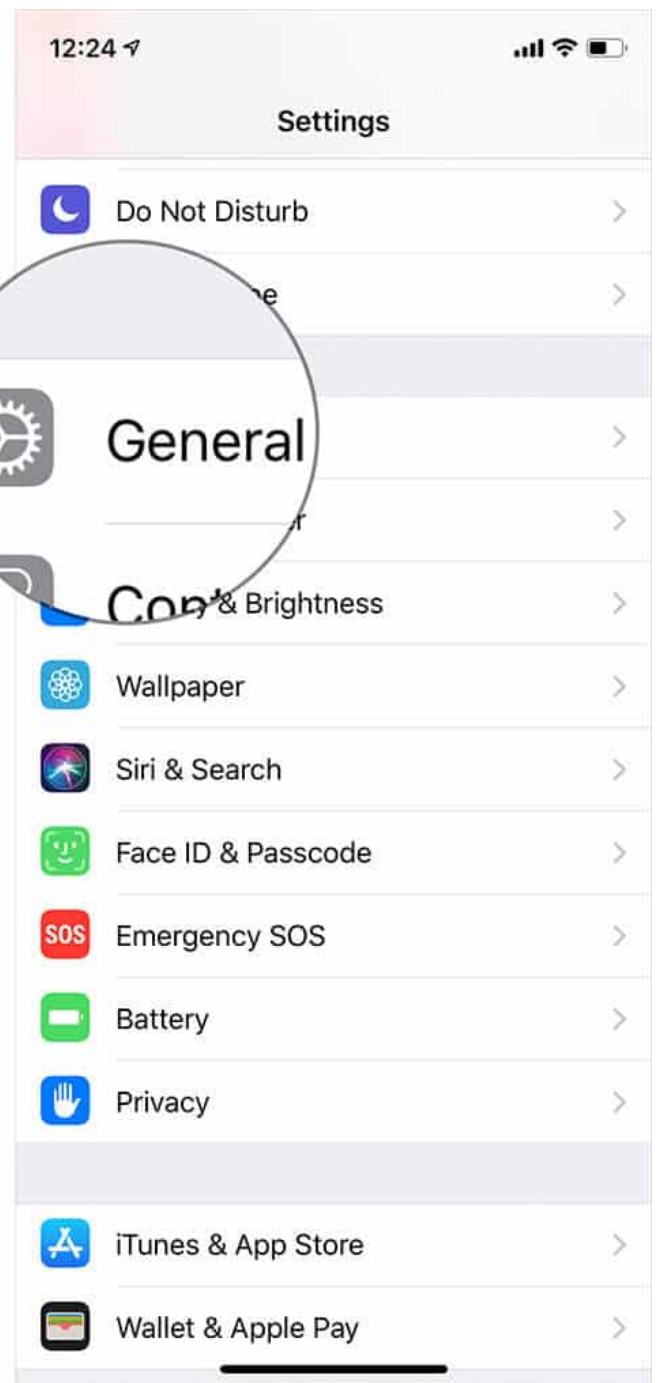 12:24
Settings
Do Not Disturb
General
& Brightness
Wallpaper
Siri & Search
Face ID & Passcode
SOS
Emergency SOS
Battery
Privacy
iTunes & App Store
Wallet & Apple Pay